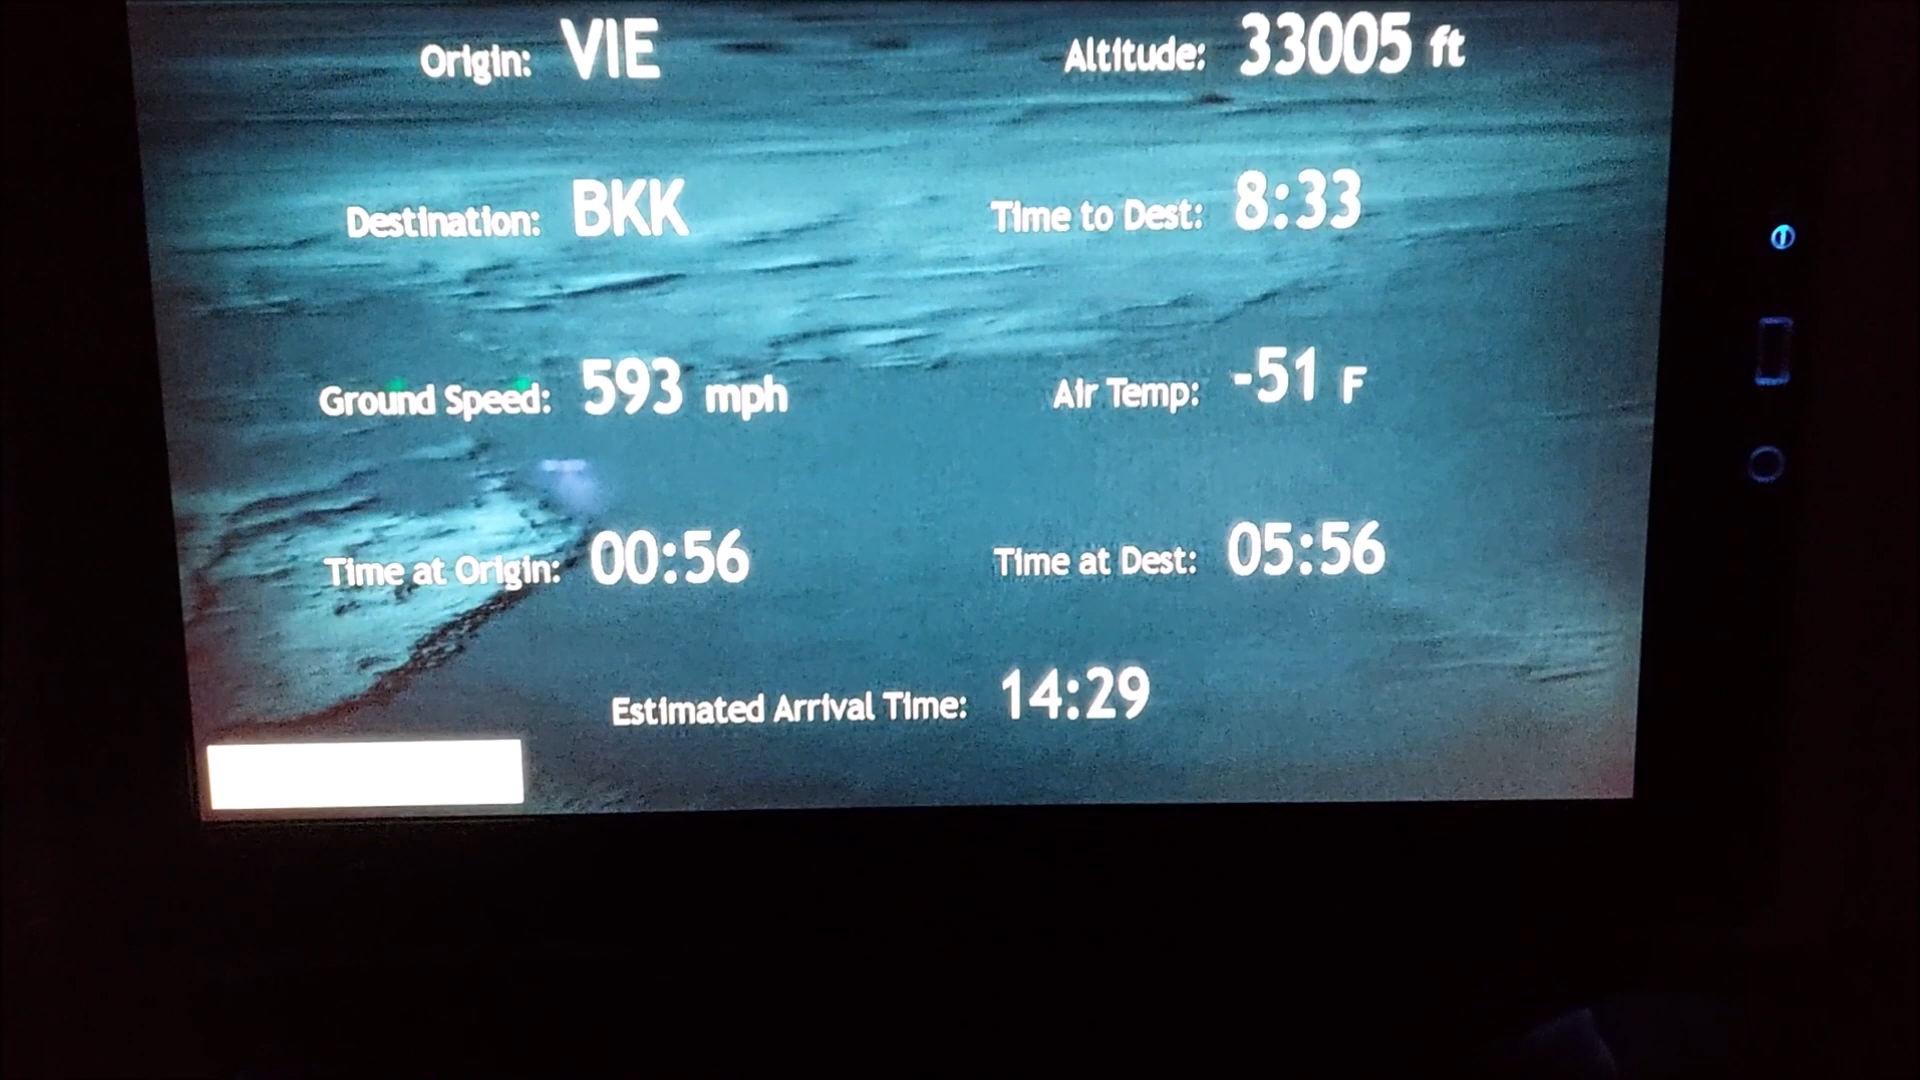 Origin: VIE
Altitude: 33005 ft
Destination: BKK
Time to Dest: 8:33
Ground Speed: 593 mph
Air Temp: -51 F
Time at Origin: 00:56
Time at Dest: 05:56
Estimated Arrival Time: 14:29